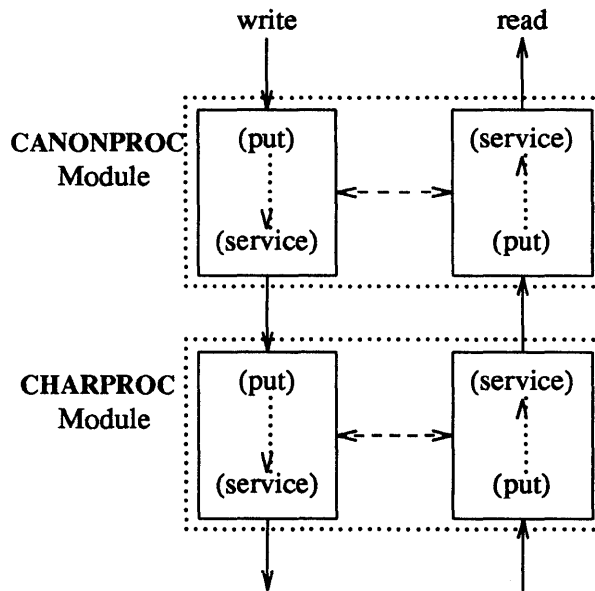 write read
CANONPROC
Module
(put)
(service)
(service)
(put)
CHARPROC
Module
(put)
(service)
(service)
(put)